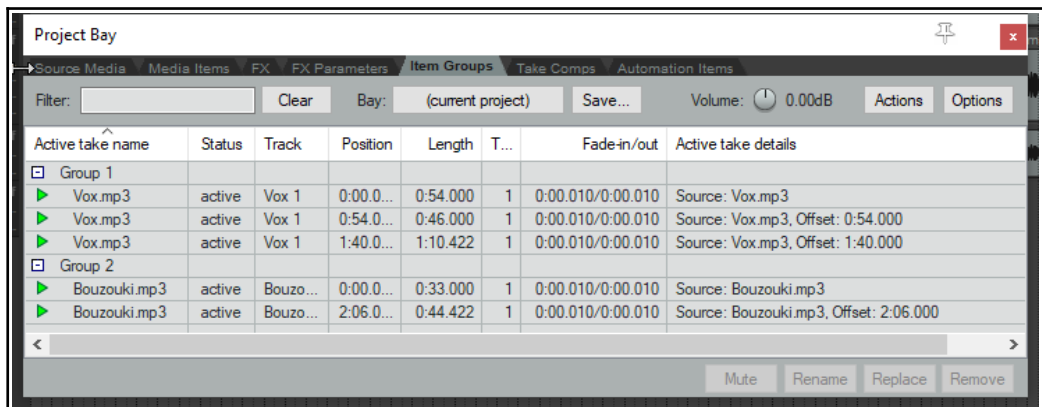 Project Bay
x
Source Media Media Items FX FX Parameters Item Groups Take Comps Automation Items
Filter: Clear Bay: (current project) Save... Volume: 0.00dB Actions Options
Active take name Status Track Position Length T... Fade-in/out Active take details
Group 1
Vox.mp3 active Vox 1 0:00.0... 0:54.000 1 0:00.010/0:00.010 Source: Vox.mp3
Vox.mp3 active Vox 1 0:54.0... 0:46.000 1 0:00.010/0:00.010 Source: Vox.mp3, Offset: 0:54.000
Vox.mp3 active Vox 1 1:40.0... 1:10.422 1 0:00.010/0:00.010 Source: Vox.mp3, Offset: 1:40.000
Group 2
Bouzouki.mp3 active Bouzo... 0:00.0... 0:33.000 1 0:00.010/0:00.010 Source: Bouzouki.mp3
Bouzouki.mp3 active Bouzo... 2:06.0... 0:44.422 1 0:00.010/0:00.010 Source: Bouzouki.mp3, Offset: 2:06.000
Mute Rename Replace Remove